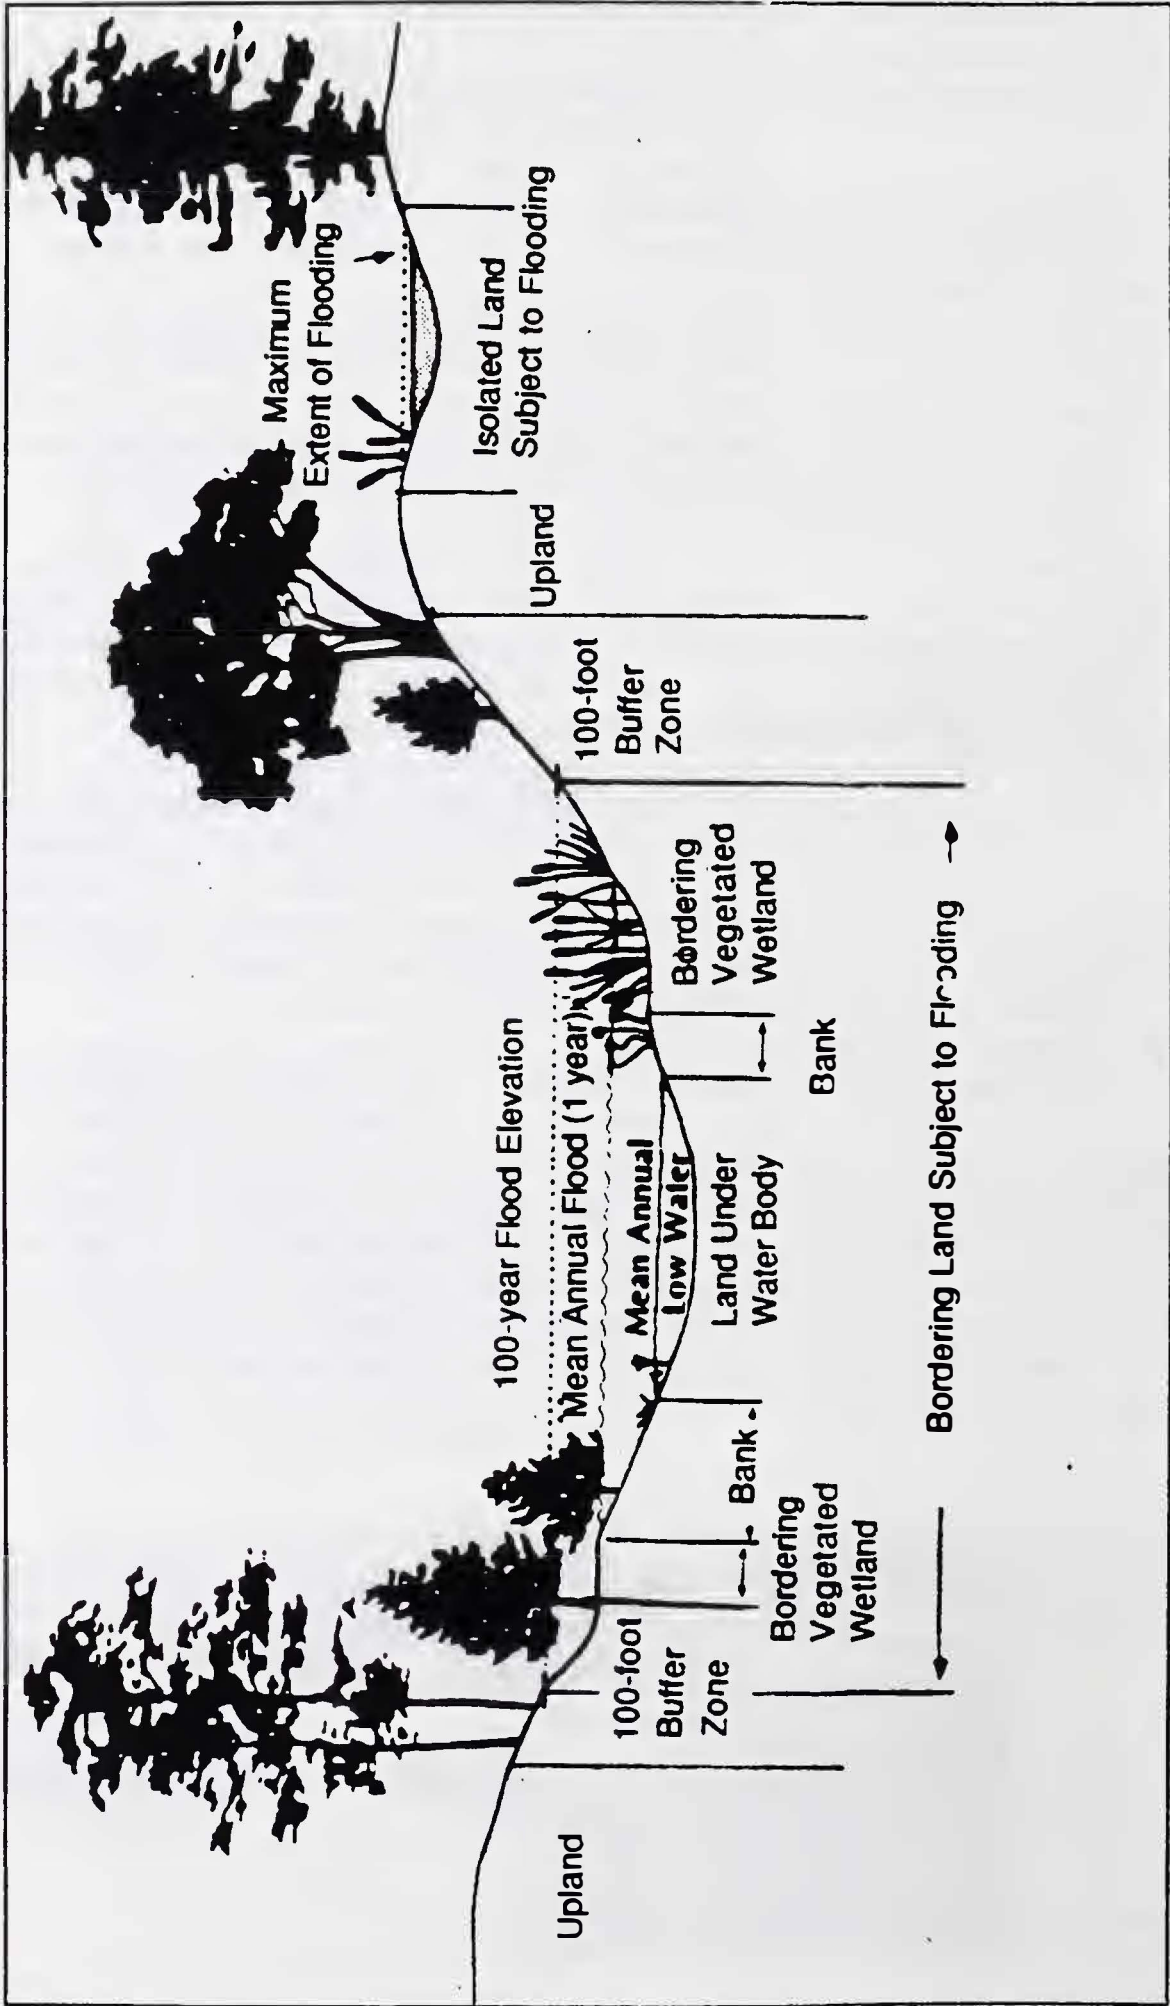 Upland
100-foot
Buffer
Zone
Bordering
Vegetated
Wetland
Bank
100-year Flood Elevation
Mean Annual Flood (1 year)
Mean Annual
Low Water
Land Under
Water Body
Bank
Bordering
Vegetated
Wetland
Bordering Land Subject to Flooding
100-foot
Buffer
Zone
Upland
Maximum
Extent of Flooding
Isolated Land
Subject to Flooding